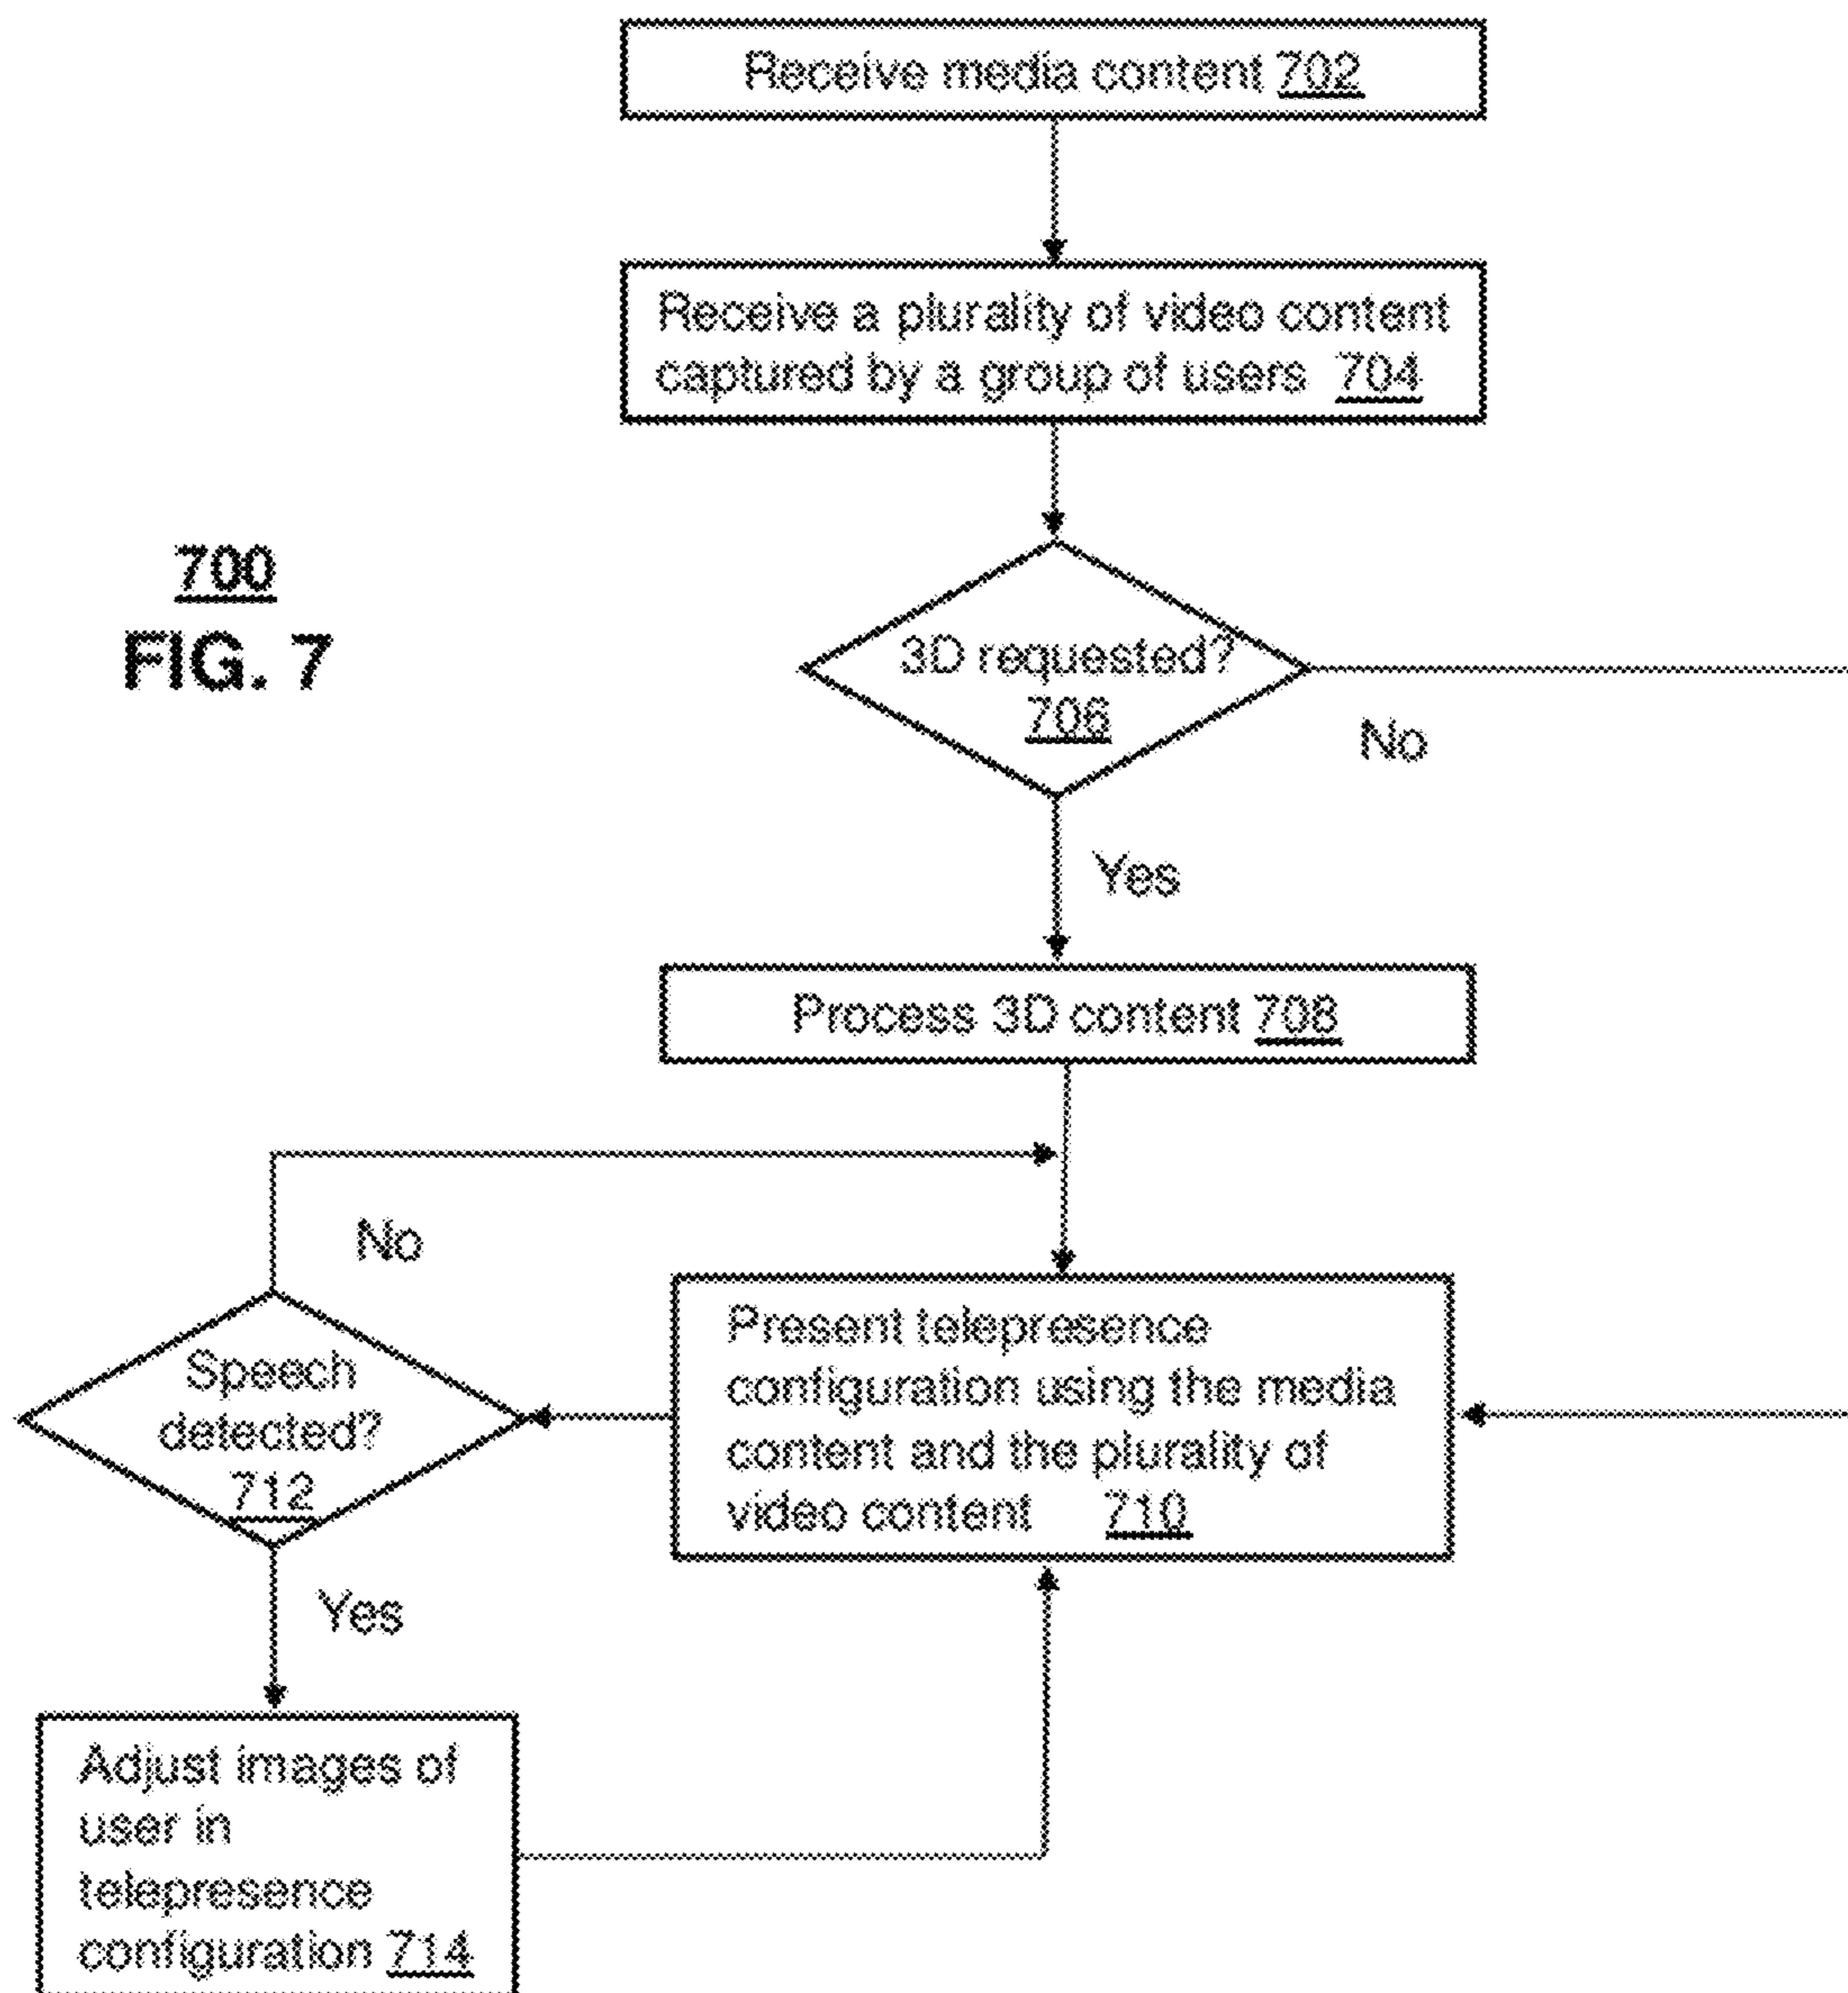 Receive media content 702
Receive a plurality of video content
captured by a group of users 704
700
FIG. 7
3D requested?
706
No
Yes
Process 3D content 708
No
Speech
detected?
712
Present telepresence
configuration using the media
content and the plurality of
video content 710
Yes
Adjust images of
user in
telepresence
configuration 714